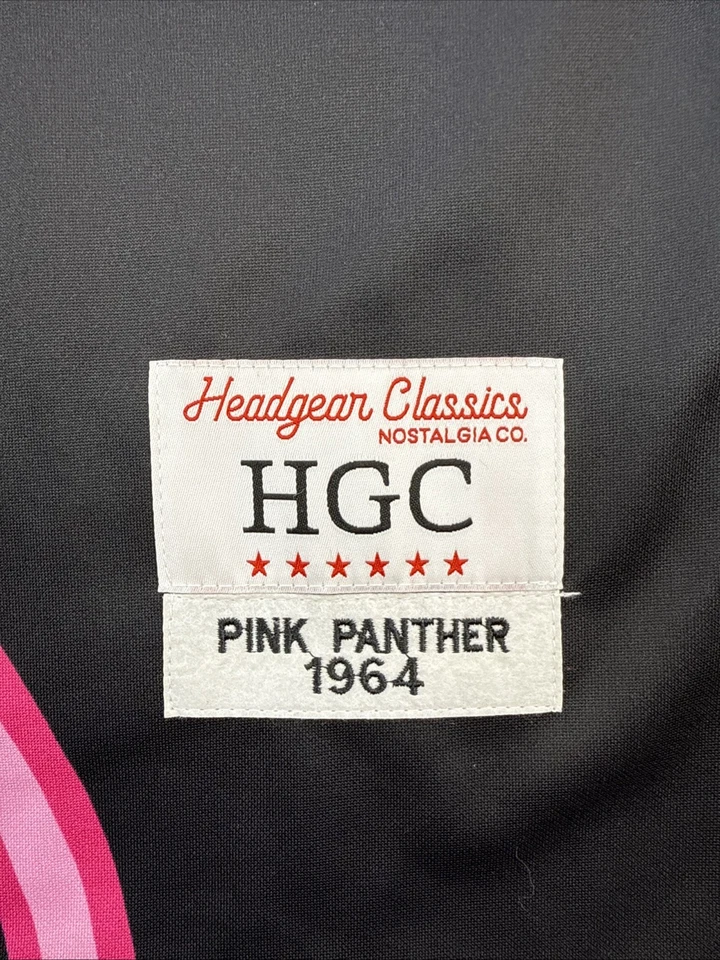 Headgear Classics
NOSTALGIA CO.
HGC
PINK PANTHER
1964